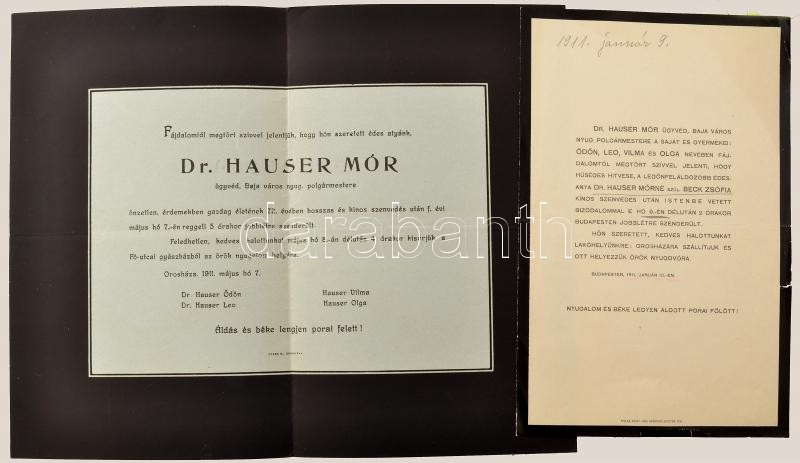 Fájdalomtól megtört szívvel jelentjük, hogy hőn szeretett édes atyánk,
Dr. HAUSER MÓR
ügyvéd, Baja város nyug. polgármestere
önzetlen, érdemekben gazdag életének 72. évében hosszas és kinos szenvedés után f. évi
május hó 7.-én reggeli 5 órakor jobblétre szenderült.
Feledhetlen, kedves halottunkat május hó 8.-án délután 4 órakor kisérjük a
Fő-utcai gyászházból az örök nyugalom helyére.
Orosháza, 1911. május hó 7.
Dr. Hauser Ödön
Dr. Hauser Leo
Hauser Vilma
Hauser Olga
Áldás és béke lengjen porai felett!
1911. január 9.
DR. HAUSER MÓR ÜGYVÉD, BAJA VÁROS
NYUG POLGÁRMESTERE A SAJÁT ÉS GYERMEKEI:
ÖDÖN, LEO, VILMA ÉS OLGA NEVÉBEN FÁJ-
DALOMTÓL MEGTÖRT SZÍVVEL JELENTI, HOGY
HŰSÉGES HITVESE, A LEGÖNFELÁLDOZÓBB ÉDES-
ANYA DR. HAUSER MÓRNÉ SZÜL. BECK ZSÓFIA
KÍNOS SZENVEDÉS UTÁN ISTENBE VETETT
BIZODALOMMAL E HÓ 9.-ÉN DÉLUTÁN 2 ÓRAKOR
BUDAPESTEN JOBBLÉTRE SZENDERÜLT.
HŐN SZERETETT, KEDVES HALOTTUNKAT
LAKÓHELYÜNKRE: OROSHÁZÁRA SZÁLLÍTJUK ÉS
OTT HELYEZZÜK ÖRÖK NYUGOVÓRA.
BUDAPESTEN, 1911, JANUÁR
NYUGALOM ÉS BÉKE LEGYEN ÁLDOTT PORAI FÖLÖTT!
darabanth